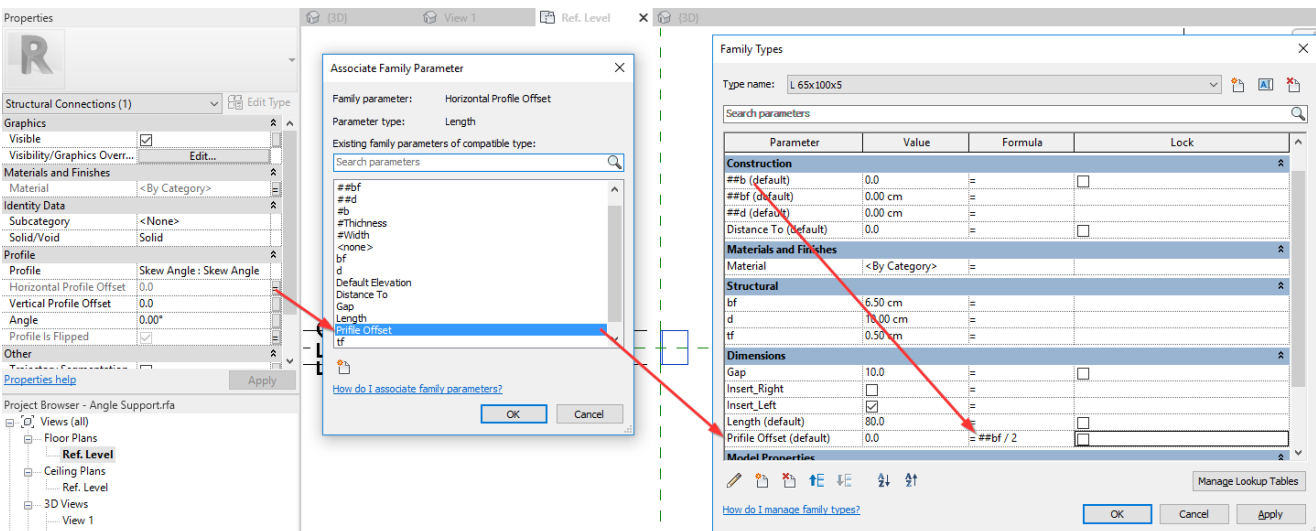 Properties
R
Structural Connections (1)
Edit Type
Graphics
Visible
Visibility/Graphics Overr... Edit...
Materials and Finishes
Material <By Category>
Identity Data
Subcategory <None>
Solid/Void Solid
Profile
Profile Skew Angle : Skew Angle
Horizontal Profile Offset 0.0 =
Vertical Profile Offset 0.0
Angle 0.00°
Profile Is Flipped =
Other
Trajectory Segmentation
Properties help Apply
Project Browser - Angle Support.rfa
Views (all)
Floor Plans
Ref. Level
Ceiling Plans
Ref. Level
3D Views
View 1
{3D} View 1 Ref. Level {3D}
Associate Family Parameter
Family parameter: Horizontal Profile Offset
Parameter type: Length
Existing family parameters of compatible type:
Search parameters
##bf
##d
#b
#Thickness
#Width
<none>
bf
d
Default Elevation
Distance To
Gap
Length
Prifile Offset
tf
How do I associate family parameters?
OK Cancel
Family Types
Type name: L 65x100x5
Search parameters
Parameter Value Formula Lock
Construction
##b (default) 0.0 =
##bf (default) 0.00 cm =
##d (default) 0.00 cm =
Distance To (default) 0.0 =
Materials and Finishes
Material <By Category> =
Structural
bf 6.50 cm =
d 10.00 cm =
tf 0.50 cm =
Dimensions
Gap 10.0 =
Insert_Right =
Insert_Left =
Length (default) 80.0 =
Prifile Offset (default) 0.0 = ##bf / 2
Model Properties
Manage Lookup Tables
How do I manage family types?
OK Cancel Apply